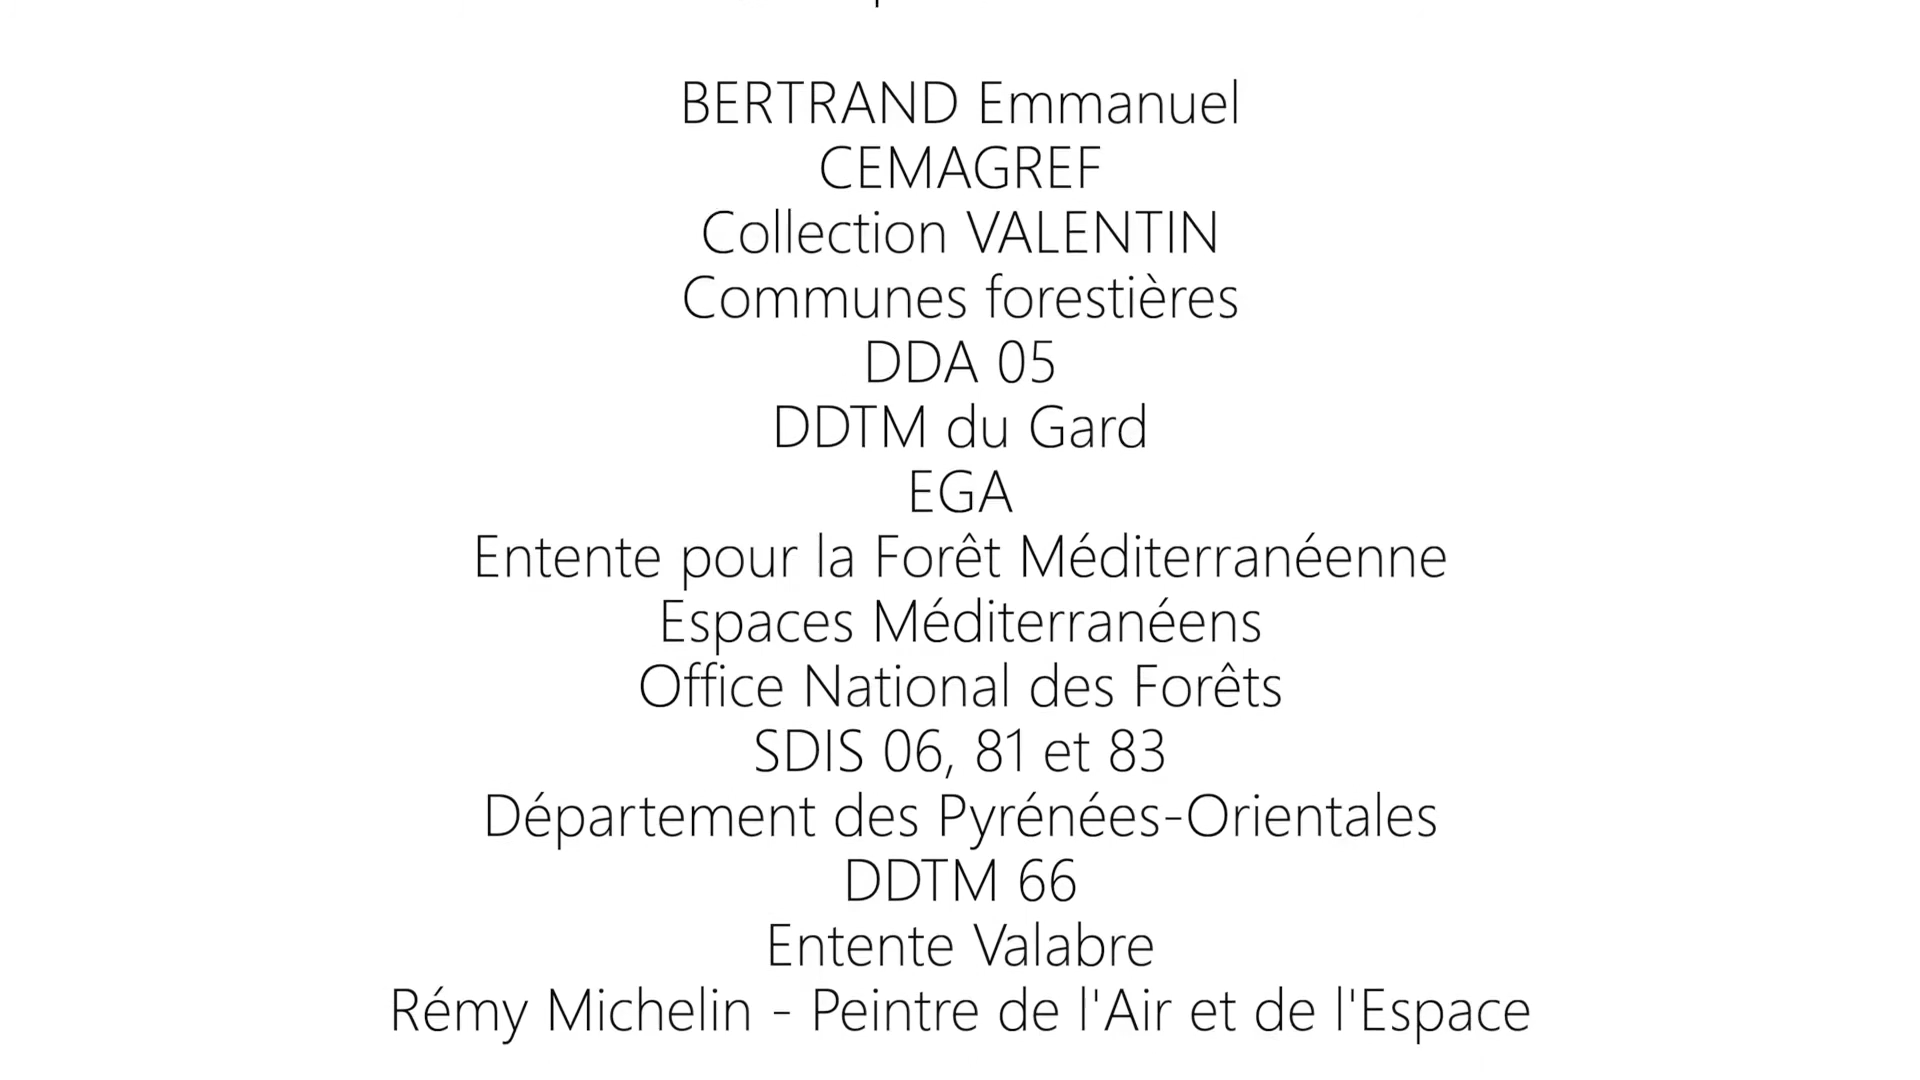 BERTRAND Emmanuel
CEMAGREF
Collection VALENTIN
Communes forestières
DDA 05
DDTM du Gard
EGA
Entente pour la Forêt Méditerranéenne
Espaces Méditerranéens
Office National des Forêts
SDIS 06, 81 et 83
Département des Pyrénées-Orientales
DDTM 66
Entente Valabre
Rémy Michelin - Peintre de l'Air et de l'Espace